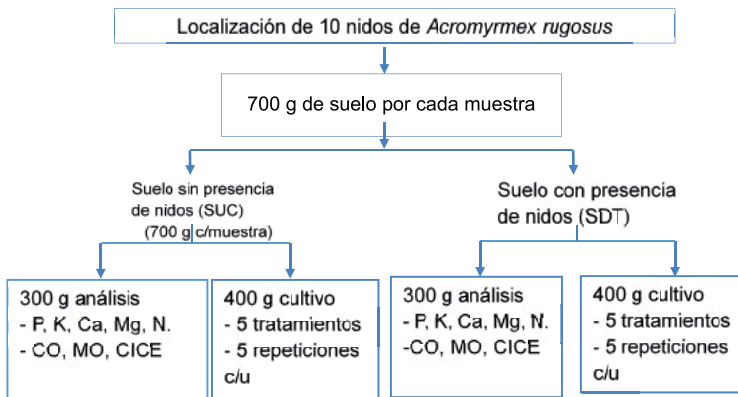 Localización de 10 nidos de Acromyrmex rugosus
700 g de suelo por cada muestra
Suelo sin presencia
de nidos (SUC)
(700 g c/muestra)
Suelo con presencia
de nidos (SDT)
300 g análisis
- P, K, Ca, Mg, N.
- CO, MO, CICE
400 g cultivo
- 5 tratamientos
- 5 repeticiones
c/u
300 g análisis
- P, K, Ca, Mg, N.
-CO, MO, CICE
400 g cultivo
- 5 tratamientos
- 5 repeticiones
c/u